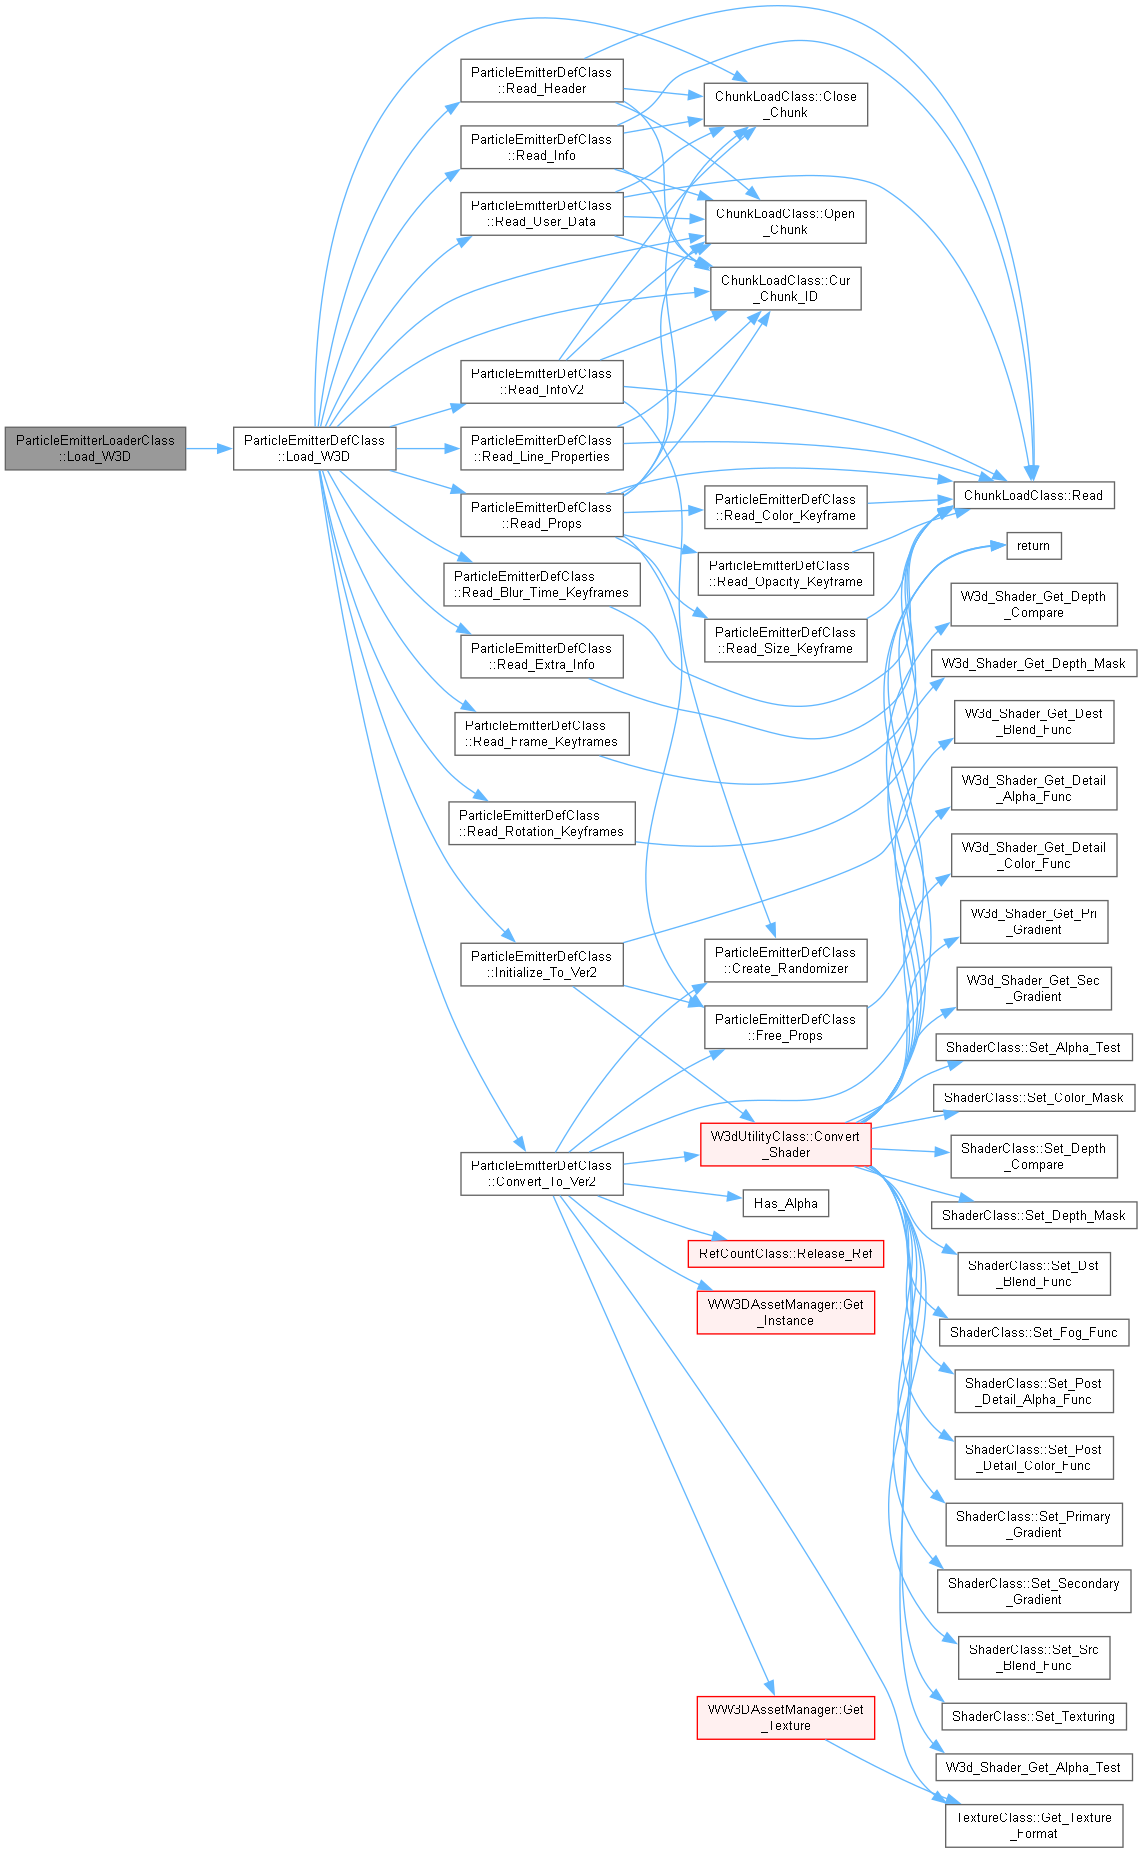 ParticleEmitterLoaderClass
::Load_W3D
ParticleEmitterDefClass
::Load_W3D
ParticleEmitterDefClass
::Read_Header
ParticleEmitterDefClass
::Read_Info
ParticleEmitterDefClass
::Read_User_Data
ParticleEmitterDefClass
::Read_InfoV2
ParticleEmitterDefClass
::Read_Line_Properties
ParticleEmitterDefClass
::Read_Props
ParticleEmitterDefClass
::Read_Blur_Time_Keyframes
ParticleEmitterDefClass
::Read_Extra_Info
ParticleEmitterDefClass
::Read_Frame_Keyframes
ParticleEmitterDefClass
::Read_Rotation_Keyframes
ParticleEmitterDefClass
::Initialize_To_Ver2
ParticleEmitterDefClass
::Convert_To_Ver2
ChunkLoadClass::Close
_Chunk
ChunkLoadClass::Open
_Chunk
ChunkLoadClass::Cur
_Chunk_ID
ParticleEmitterDefClass
::Read_Color_Keyframe
ParticleEmitterDefClass
::Read_Opacity_Keyframe
ParticleEmitterDefClass
::Read_Size_Keyframe
ParticleEmitterDefClass
::Create_Randomizer
ParticleEmitterDefClass
::Free_Props
W3dUtilityClass::Convert
_Shader
Has_Alpha
RefCountClass::Release_Ref
WW3DAssetManager::Get
_Instance
WW3DAssetManager::Get
_Texture
ChunkLoadClass::Read
return
W3d_Shader_Get_Depth
_Compare
W3d_Shader_Get_Depth_Mask
W3d_Shader_Get_Dest
_Blend_Func
W3d_Shader_Get_Detail
_Alpha_Func
W3d_Shader_Get_Detail
_Color_Func
W3d_Shader_Get_Pri
_Gradient
W3d_Shader_Get_Sec
_Gradient
ShaderClass::Set_Alpha_Test
ShaderClass::Set_Color_Mask
ShaderClass::Set_Depth
_Compare
ShaderClass::Set_Depth_Mask
ShaderClass::Set_Dst
_Blend_Func
ShaderClass::Set_Fog_Func
ShaderClass::Set_Post
_Detail_Alpha_Func
ShaderClass::Set_Post
_Detail_Color_Func
ShaderClass::Set_Primary
_Gradient
ShaderClass::Set_Secondary
_Gradient
ShaderClass::Set_Src
_Blend_Func
ShaderClass::Set_Texturing
W3d_Shader_Get_Alpha_Test
TextureClass::Get_Texture
_Format